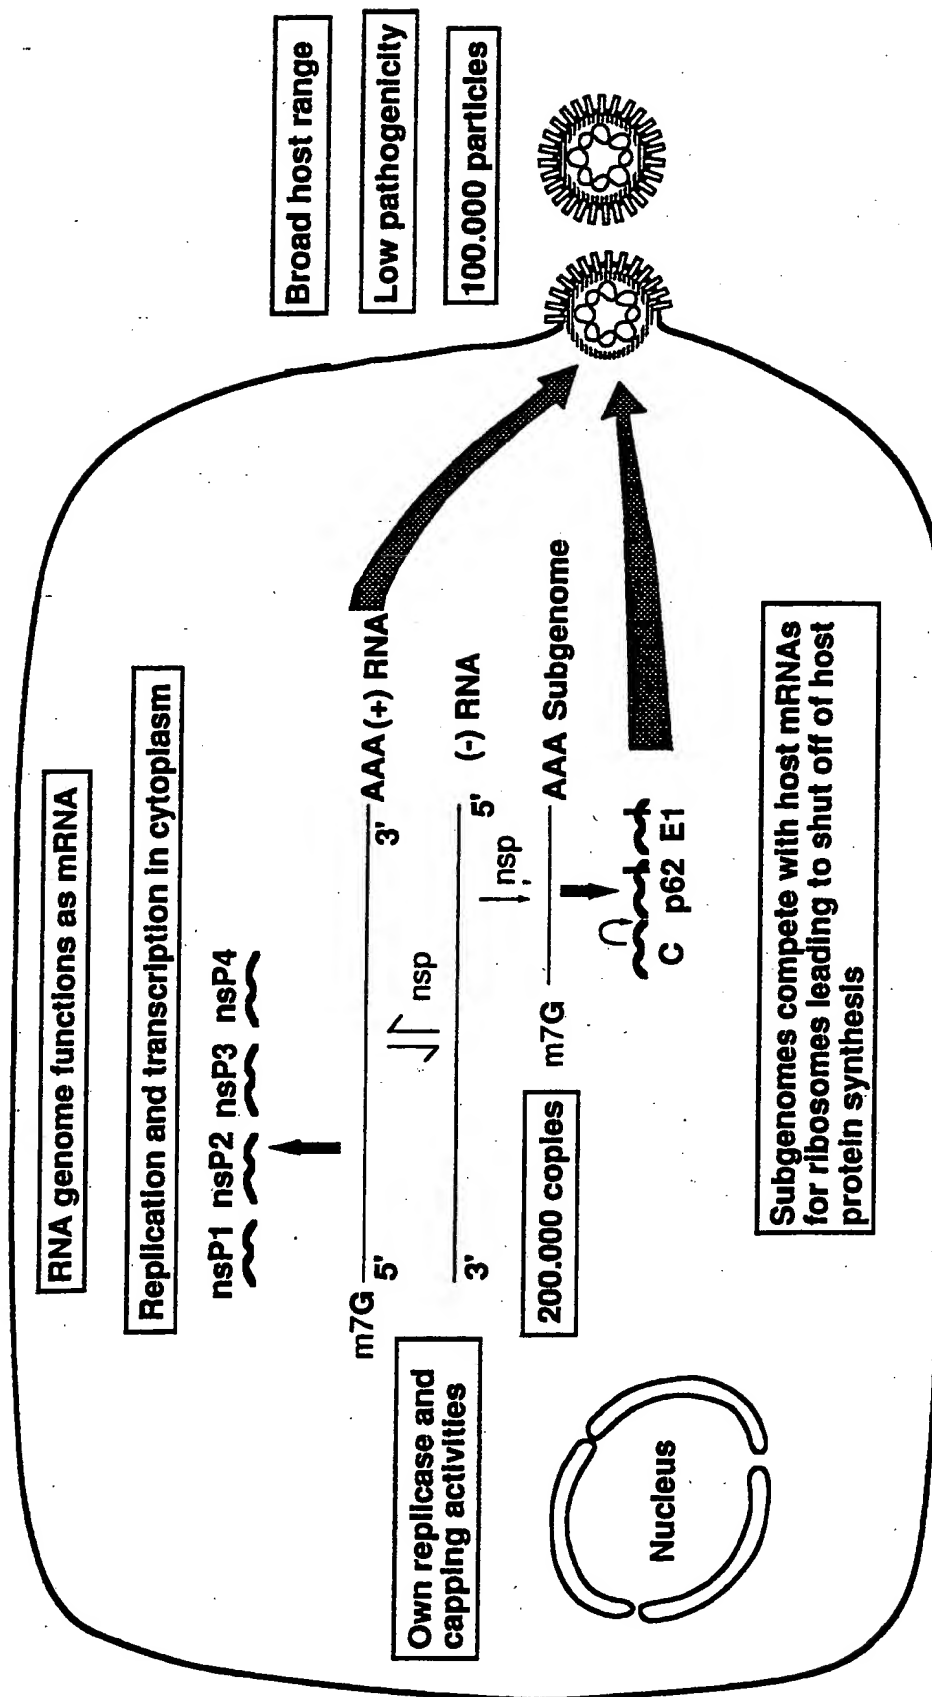 RNA genome functions as mRNA
Replication and transcription in cytoplasm
nsP1 nsP2 nsP3 nsP4
m7G
5'
3'
AAA (+) RNA
nsp
3'
5'
(-) RNA
nsp
m7G
AAA Subgenome
C p62 E1
Own replicase and
capping activities
200.000 copies
Nucleus
Subgenomes compete with host mRNAs
for ribosomes leading to shut off of host
protein synthesis
Broad host range
Low pathogenicity
100.000 particles